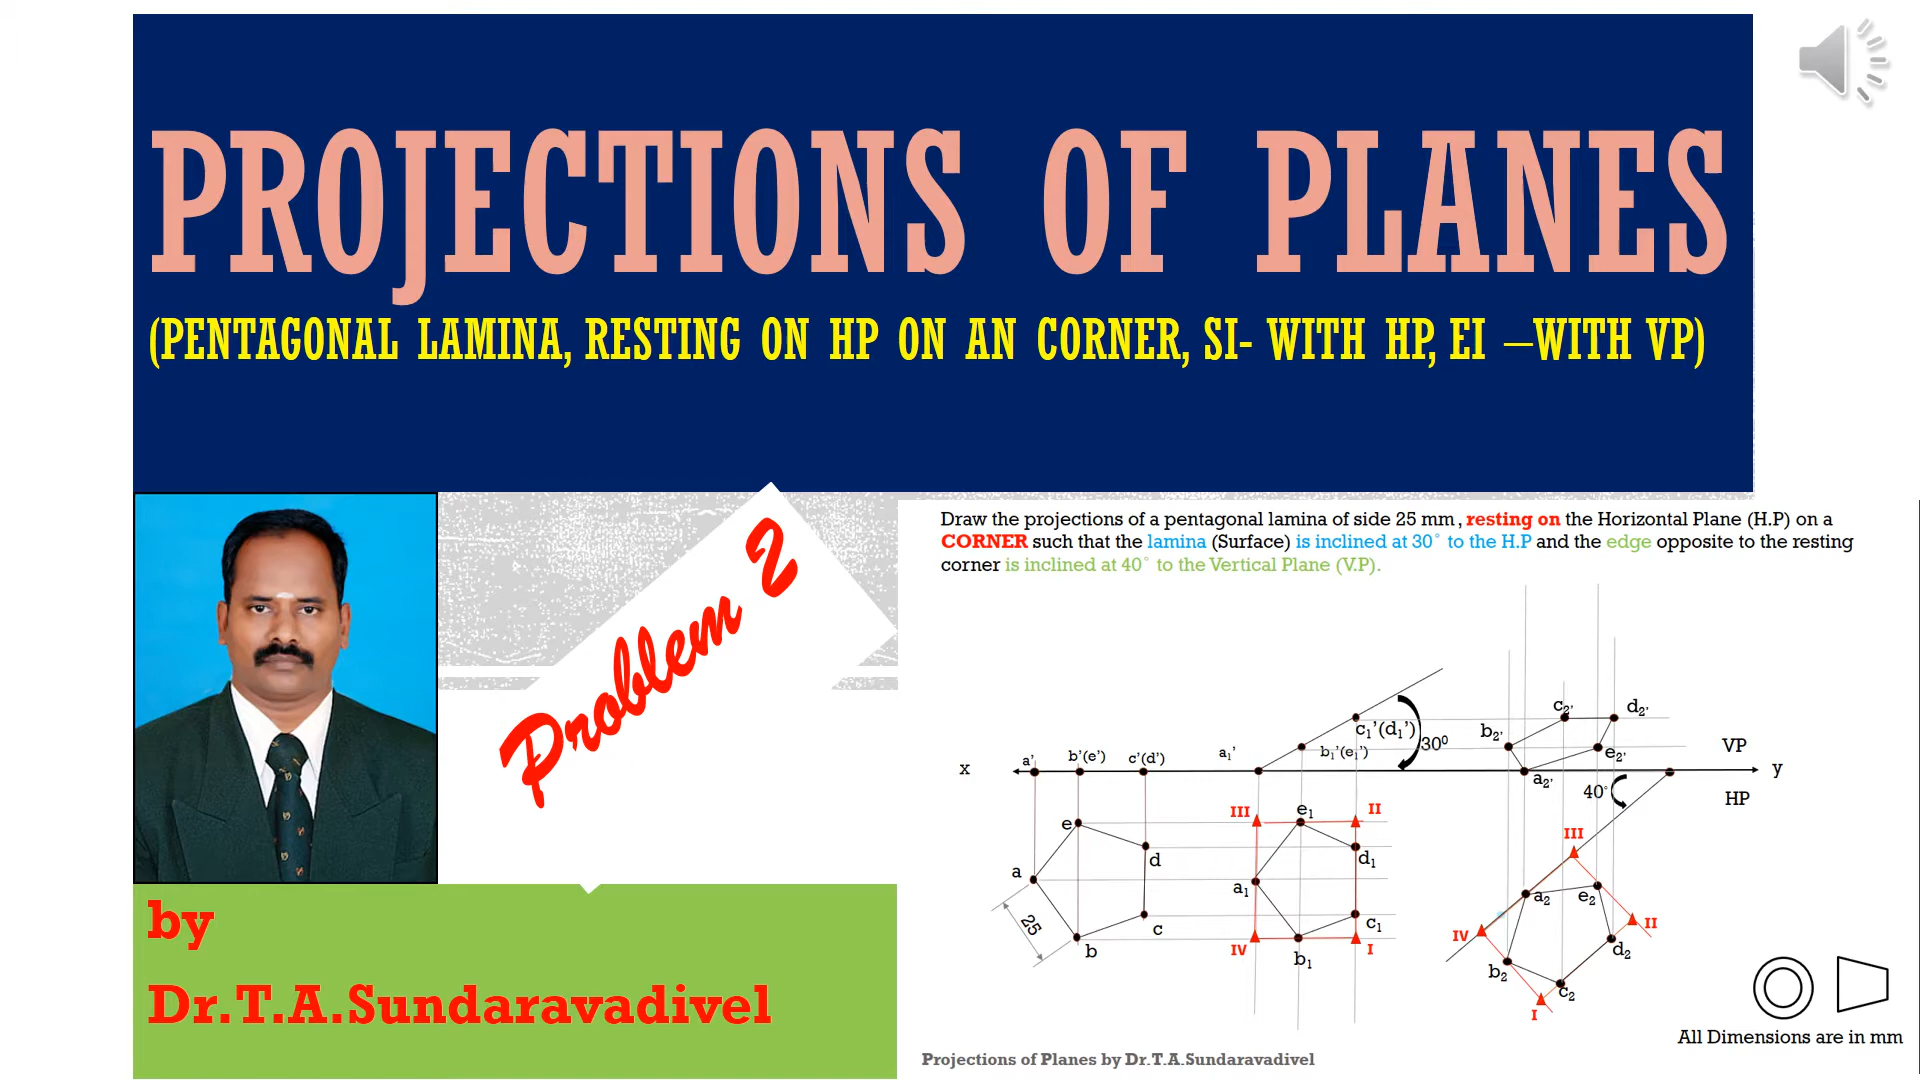 PROJECTIONS OF PLANES
(PENTAGONAL LAMINA, RESTING ON HP ON AN CORNER, SI- WITH HP, EI –WITH VP)
Problem 2
by
Dr.T.A.Sundaravadivel
Draw the projections of a pentagonal lamina of side 25 mm, resting on the Horizontal Plane (H.P) on a
CORNER such that the lamina (Surface) is inclined at 30˚ to the H.P and the edge opposite to the resting
corner is inclined at 40˚ to the Vertical Plane (V.P).
c₂’ d₂’
b₂’
c₁’(d₁’)
30⁰
e₂’
VP
x a’ b’(e’) c’(d’) a₁’ b₁’(e₁’) y
a₂’
40˚
HP
III e₁ II
e
III
d d₁
a a₁
a₂ e₂
25
c c₁
IV II
b IV b₁ I
d₂
b₂
c₂
I
All Dimensions are in mm
Projections of Planes by Dr.T.A.Sundaravadivel